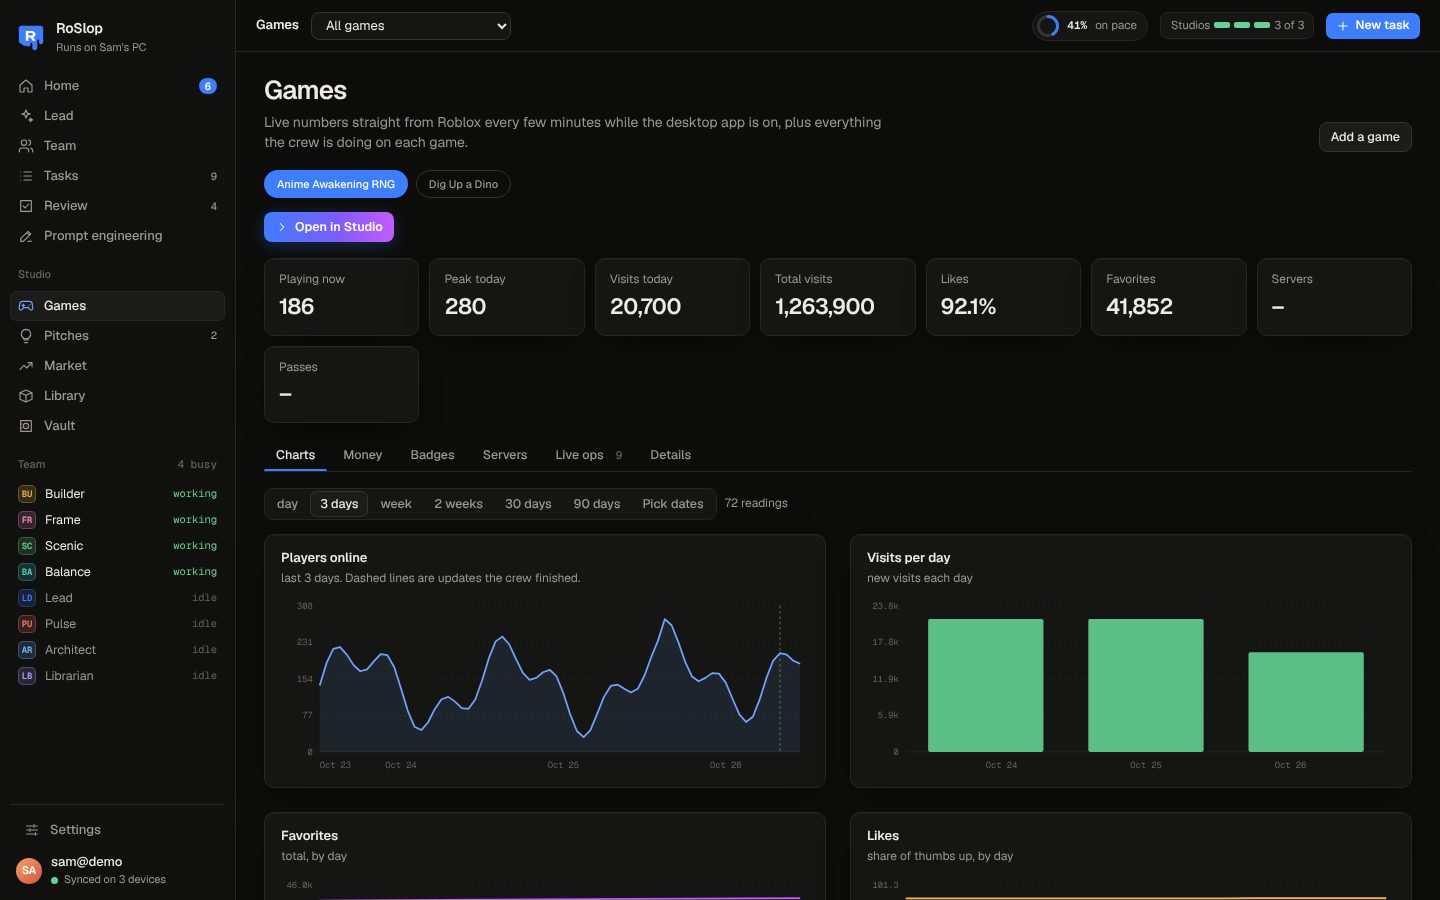 RoSlop
Runs on Sam's PC
Home 6
Lead
Team
Tasks 9
Review 4
Prompt engineering
Studio
Games
Pitches 2
Market
Library
Vault
Team 4 busy
BU Builder working
FR Frame working
SC Scenic working
BA Balance working
LD Lead idle
PU Pulse idle
AR Architect idle
LB Librarian idle
Settings
SA sam@demo
Synced on 3 devices
Games All games 41% on pace Studios 3 of 3 New task
Games
Live numbers straight from Roblox every few minutes while the desktop app is on, plus everything
the crew is doing on each game.
Add a game
Anime Awakening RNG Dig Up a Dino
Open in Studio
Playing now
186
Peak today
280
Visits today
20,700
Total visits
1,263,900
Likes
92.1%
Favorites
41,852
Servers
–
Passes
–
Charts Money Badges Servers Live ops 9 Details
day 3 days week 2 weeks 30 days 90 days Pick dates 72 readings
Players online
last 3 days. Dashed lines are updates the crew finished.
308
231
154
77
0
Oct 23 Oct 24 Oct 25 Oct 26
Visits per day
new visits each day
23.8k
17.8k
11.9k
5.9k
0
Oct 24 Oct 25 Oct 26
Favorites
total, by day
46.0k
Likes
share of thumbs up, by day
101.3